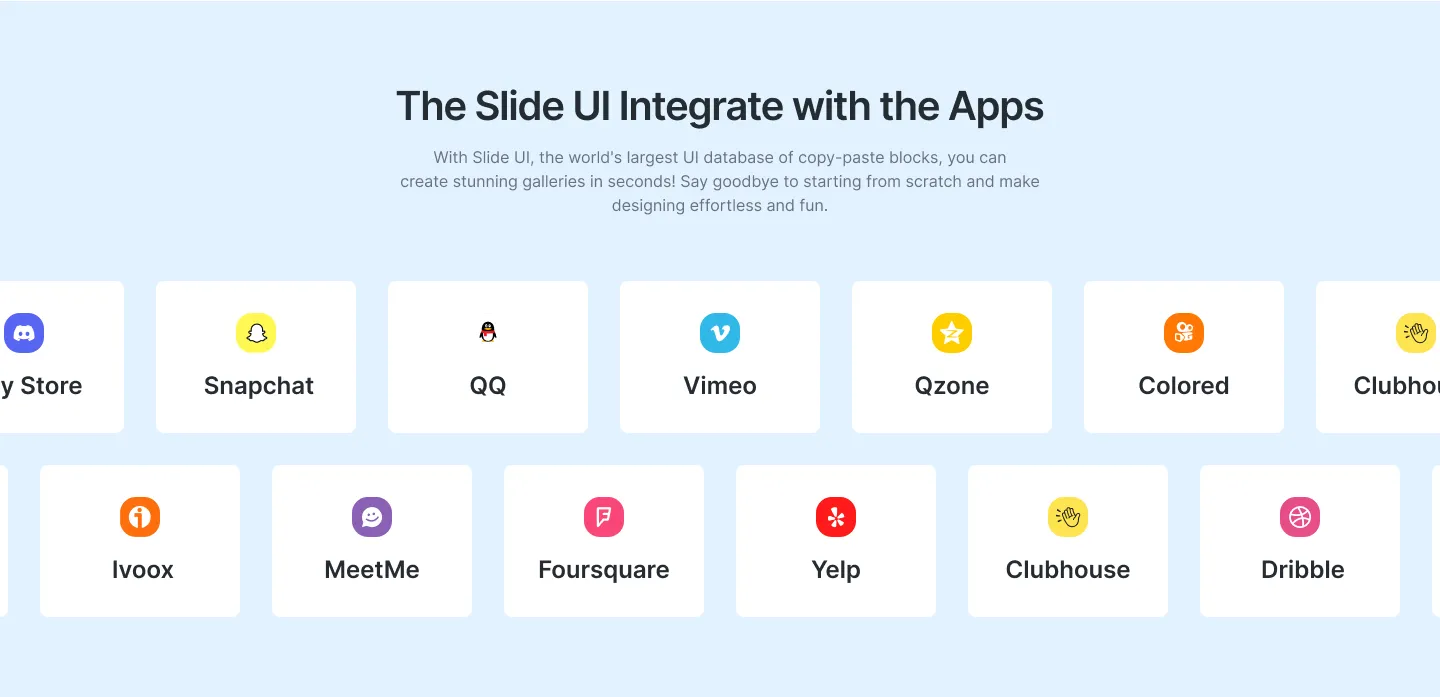 The Slide UI Integrate with the Apps
With Slide UI, the world's largest UI database of copy-paste blocks, you can
create stunning galleries in seconds! Say goodbye to starting from scratch and make
designing effortless and fun.
y Store
Snapchat
QQ
Vimeo
Qzone
Colored
Clubhou
Ivoox
MeetMe
Foursquare
Yelp
Clubhouse
Dribble